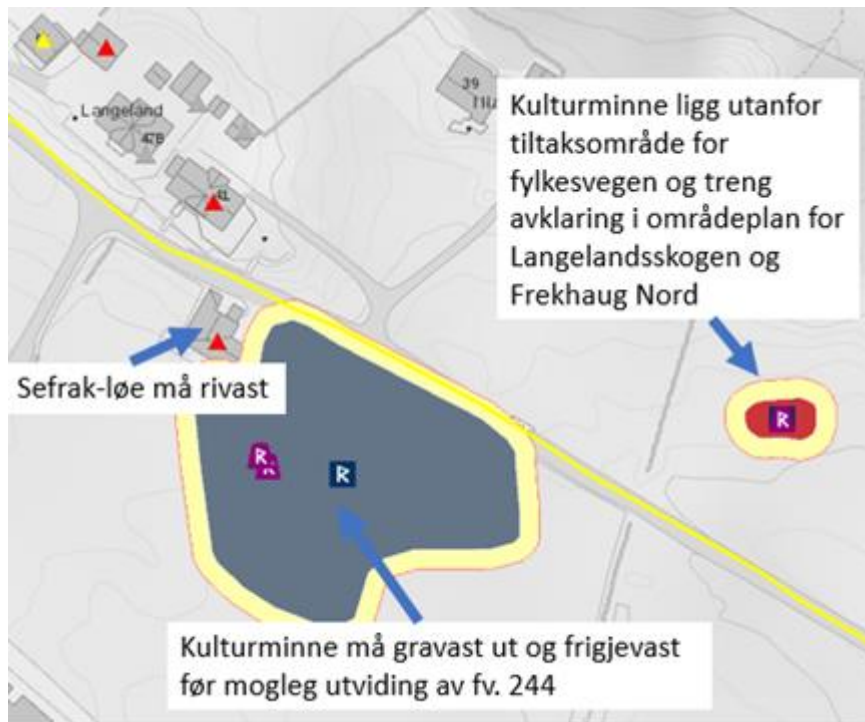 Langeland
47B
39
Kulturminne ligg utanfor
tiltaksområde for
fylkesvegen og treng
avklaring i områdeplan for
Langelandsskogen og
Frekhaug Nord
Sefrak-løe må rivast
R
R
R
Kulturminne må gravast ut og frigjevast
før mogleg utviding av fv. 244